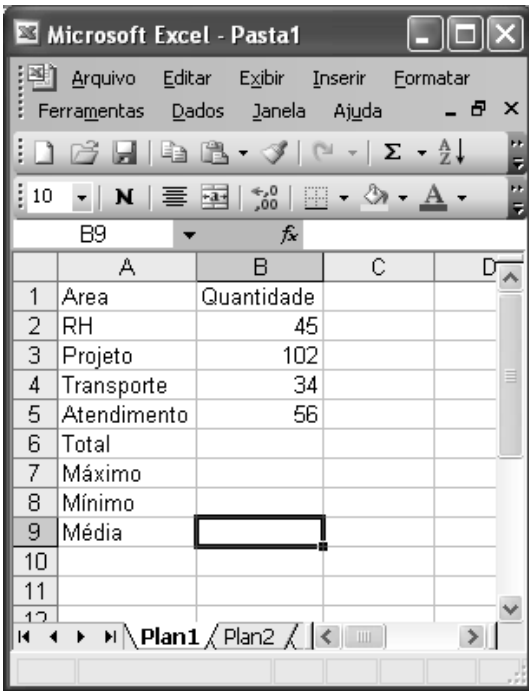 Microsoft Excel - Pasta1
Arquivo Editar Exibir Inserir Formatar
Ferramentas Dados Janela Ajuda
Σ A Z
10 N ,00 A
B9 fx
A B C D
1 Area Quantidade
2 RH 45
3 Projeto 102
4 Transporte 34
5 Atendimento 56
6 Total
7 Máximo
8 Mínimo
9 Média
10
11
12
Plan1 Plan2